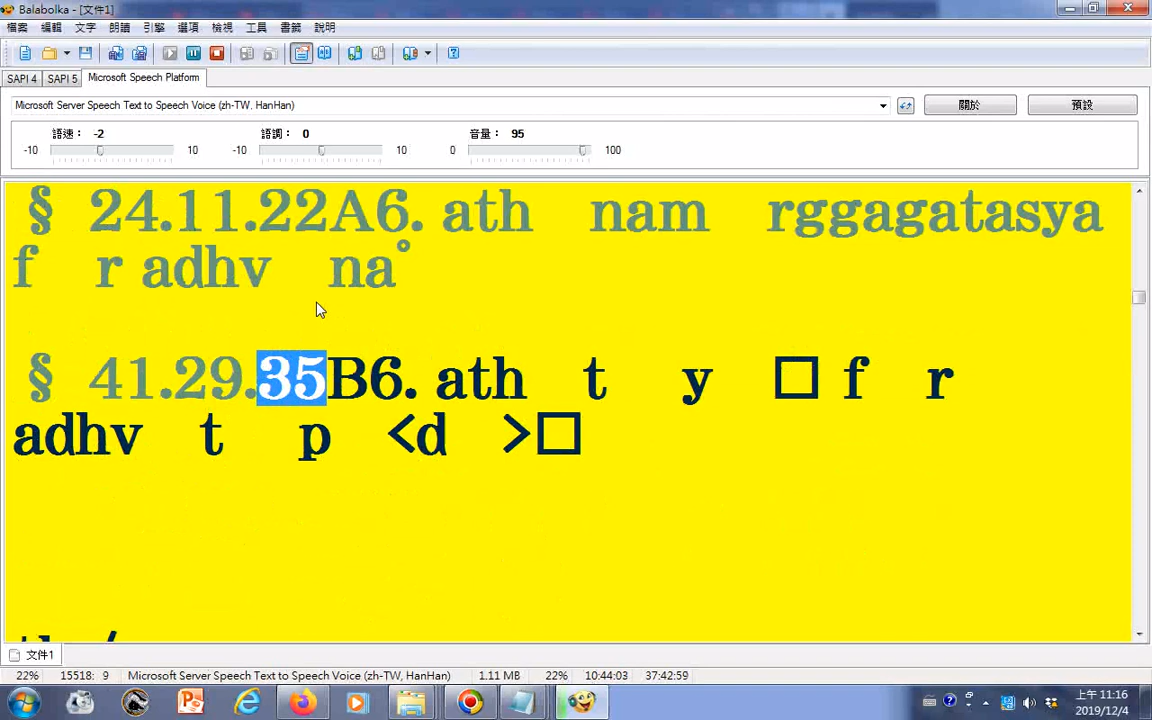 Balabolka - [文件1]
檔案 編輯 文字 朗讀 引擎 選項 檢視 工具 書籤 說明
SAPI 4 SAPI 5 Microsoft Speech Platform
Microsoft Server Speech Text to Speech Voice (zh-TW, HanHan) 關於 預設
語速： -2 語調： 0 音量： 95
-10 10 -10 10 0 100
§ 24.11.22A6. ath nam rggagatasya
f r adhv na°
§ 41.29.35B6. ath t y □ f r
adhv t p <d >□
文件1
22% 15518: 9 Microsoft Server Speech Text to Speech Voice (zh-TW, HanHan) 1.11 MB 22% 10:44:03 37:42:59
上午 11:16
2019/12/4